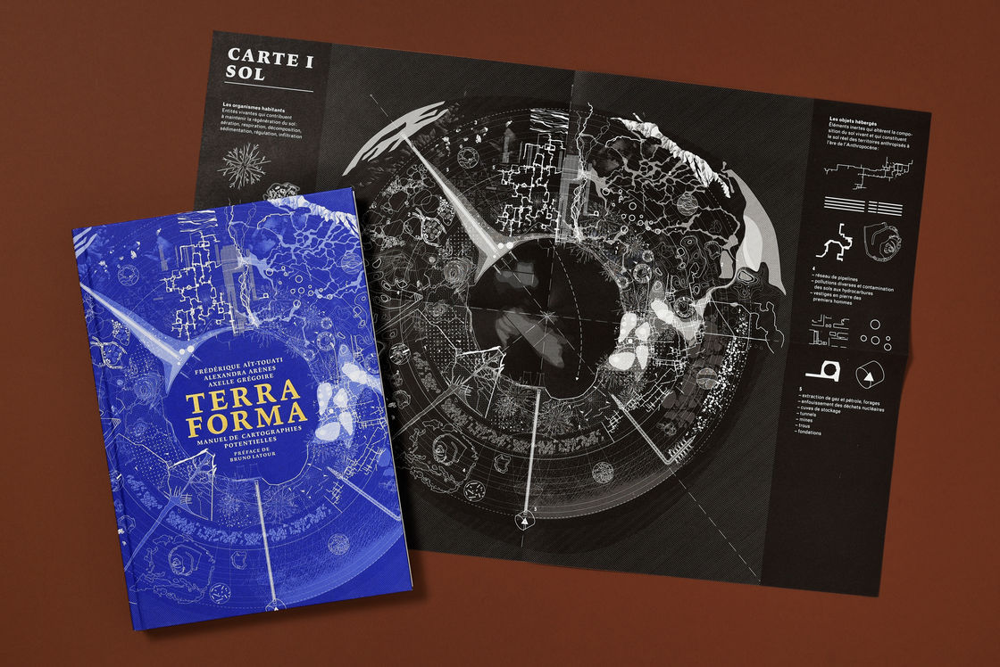 CARTE I
SOL
Les organismes habitants
Entités vivantes qui contribuent
à maintenir la régénération du sol :
aération, respiration, décomposition,
sédimentation, régulation, infiltration
Les objets hébergés
Éléments inertes qui altèrent la compo-
sition du sol vivant et qui constituent
le sol réel des territoires anthropisés à
l'ère de l'Anthropocène :
4
– réseau de pipelines
– pollutions diverses et contamination
des sols aux hydrocarbures
– vestiges en pierre des
premiers hommes
5
– extraction de gaz et pétrole, forages
– enfouissement des déchets nucléaires
– cuves de stockage
– tunnels
– mines
– trous
– fondations
FRÉDÉRIQUE AÏT-TOUATI
ALEXANDRA ARÈNES
AXELLE GRÉGOIRE
TERRA
FORMA
MANUEL DE CARTOGRAPHIES
POTENTIELLES
PRÉFACE DE
BRUNO LATOUR